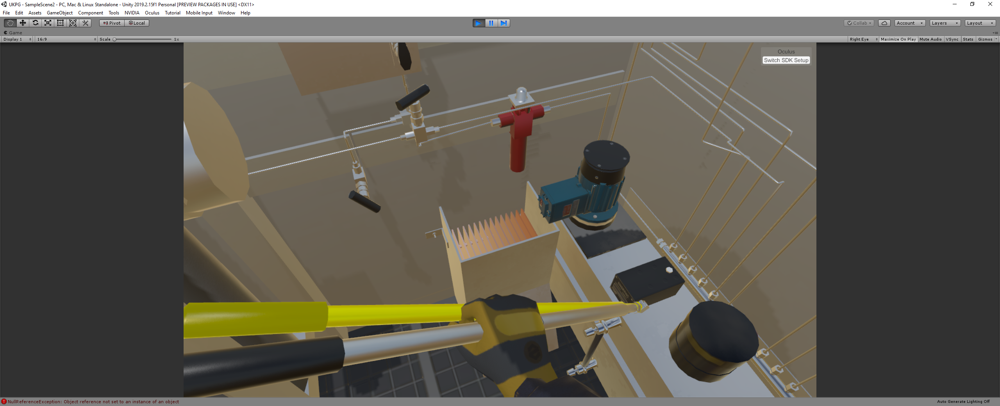 UKPG - SampleScene2 - PC, Mac & Linux Standalone - Unity 2019.2.15f1 Personal [PREVIEW PACKAGES IN USE] <DX11>
File Edit Assets GameObject Component Tools NVIDIA Oculus Tutorial Mobile Input Window Help
Pivot Local Collab Account Layers Layout
Game
Display 1 16:9 Scale 1x Right Eye Maximize On Play Mute Audio VSync Stats Gizmos
Oculus
Switch SDK Setup
NullReferenceException: Object reference not set to an instance of an object
Auto Generate Lighting Off